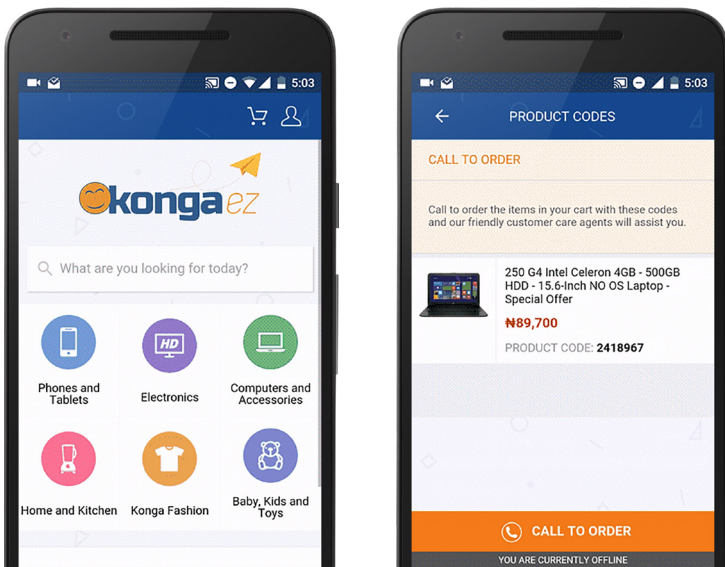 5:03
kongaez
What are you looking for today?
HD
Phones and
Tablets
Electronics
Computers and
Accessories
Home and Kitchen
Konga Fashion
Baby, Kids and
Toys
5:03
PRODUCT CODES
CALL TO ORDER
Call to order the items in your cart with these codes
and our friendly customer care agents will assist you.
250 G4 Intel Celeron 4GB - 500GB
HDD - 15.6-Inch NO OS Laptop -
Special Offer
₦89,700
PRODUCT CODE: 2418967
CALL TO ORDER
YOU ARE CURRENTLY OFFLINE